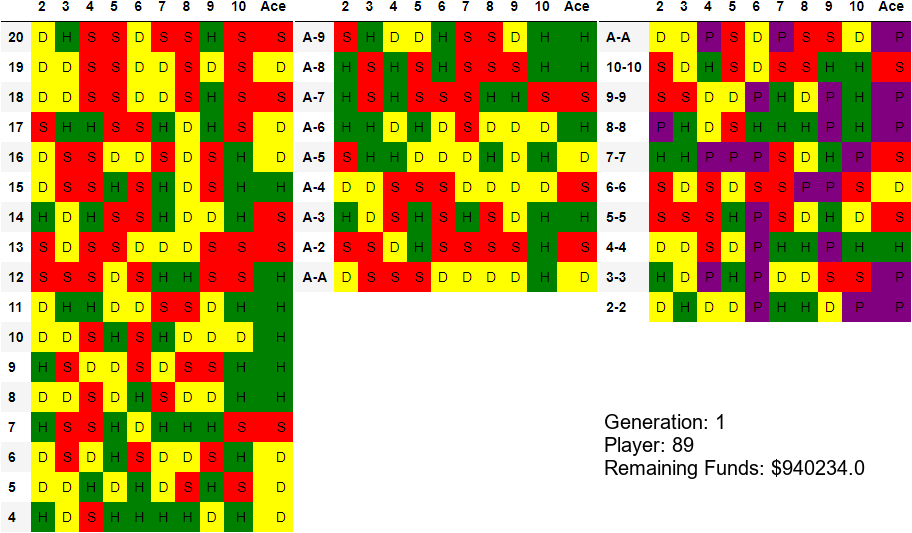 2 3 4 5 6 7 8 9 10 Ace
20 D H S S D S S H S S
19 D D S S D D S D S D
18 D D S S D D S H S S
17 S H H S S H D H S D
16 D S S D D S D S H D
15 D S S H S H D S H H
14 H D H S S H D D H S
13 S D S S D D D S S S
12 S S S D S H H S S H
11 D H H D D S S D H H
10 D D S H S H D D D H
9 H S D D S D S S H H
8 D D S D H S D D H H
7 H S S H D H H H S S
6 D S D H S D D S H D
5 D D H D H D S H S D
4 H D S H H H H D H D
2 3 4 5 6 7 8 9 10 Ace
A-9 S H D D H S S D H H
A-8 H S H S H S S S H H
A-7 H S H S S S H H S S
A-6 H H D H D S D D D H
A-5 S H H D D D H D H D
A-4 D D S S S D D D D S
A-3 H D S H S H S D H H
A-2 S S D H S S S S H S
A-A D S S S D D D D H D
2 3 4 5 6 7 8 9 10 Ace
A-A D D P S D P S S D P
10-10 S D H S D S S H H S
9-9 S S D D P H D P H P
8-8 P H D S H H H P H P
7-7 H H P P P S D H P S
6-6 S D S D S S P P S D
5-5 S S S H P S D H D S
4-4 D D S D P H H P H H
3-3 H D P H P D D S S P
2-2 D H D D P H H D P P
Generation: 1
Player: 89
Remaining Funds: $940234.0